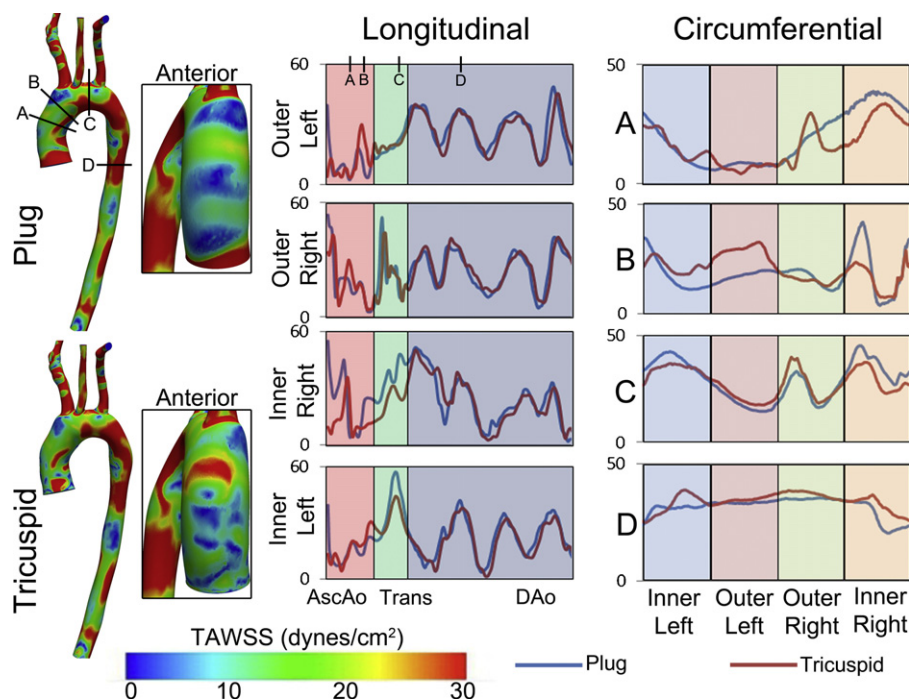 Longitudinal
Circumferential
Anterior
B
A
C
D
Plug
Anterior
Tricuspid
60
Outer
Left
0
A
B
C
D
60
Outer
Right
0
60
Inner
Right
0
60
Inner
Left
0
AscAo
Trans
DAo
50
A
0
50
B
0
50
C
0
50
D
0
Inner
Left
Outer
Left
Outer
Right
Inner
Right
TAWSS (dynes/cm²)
0
10
20
30
Plug
Tricuspid